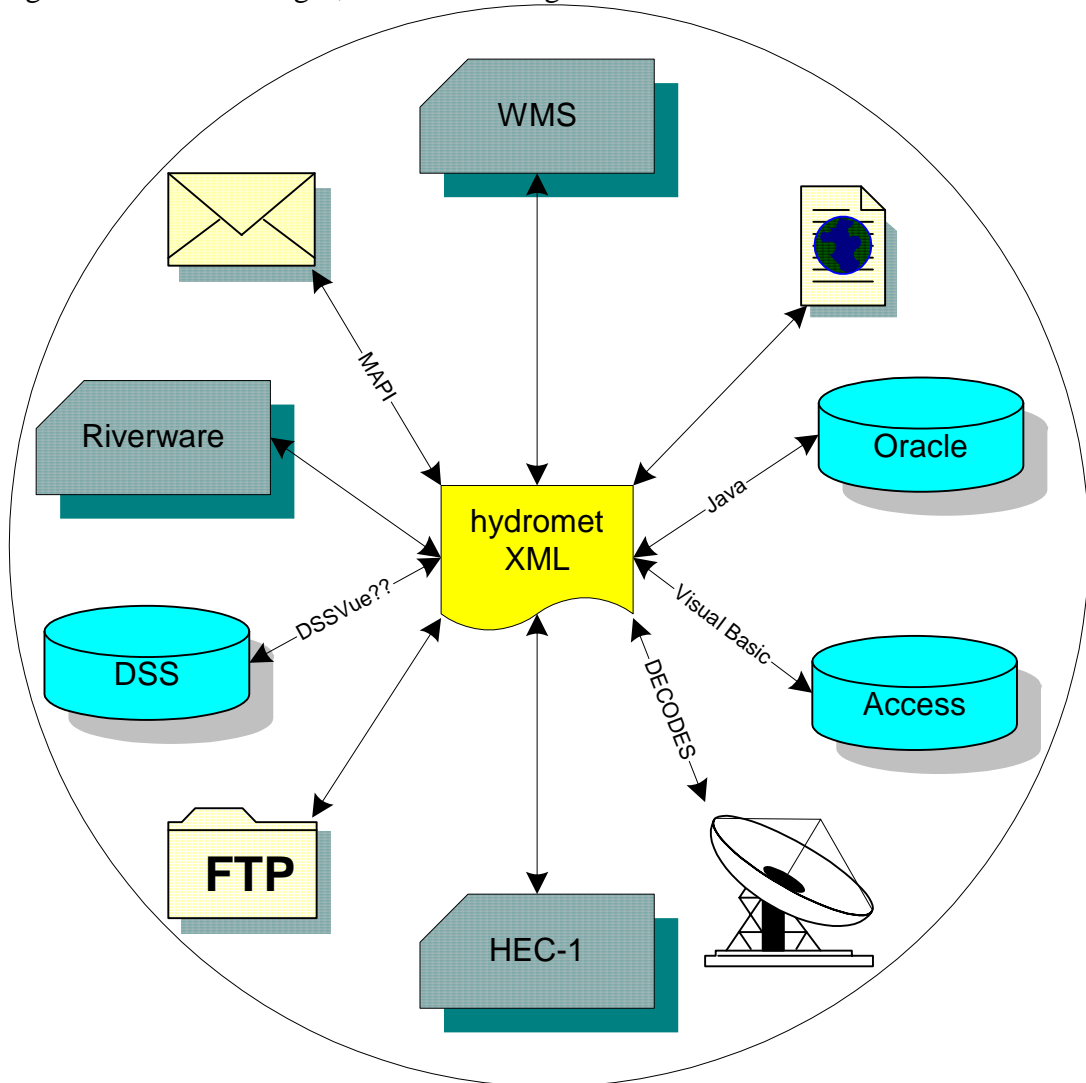 WMS
MAPI
Riverware
Oracle
Java
hydromet
XML
DSSVue??
Visual Basic
DSS
Access
DECODES
FTP
HEC-1